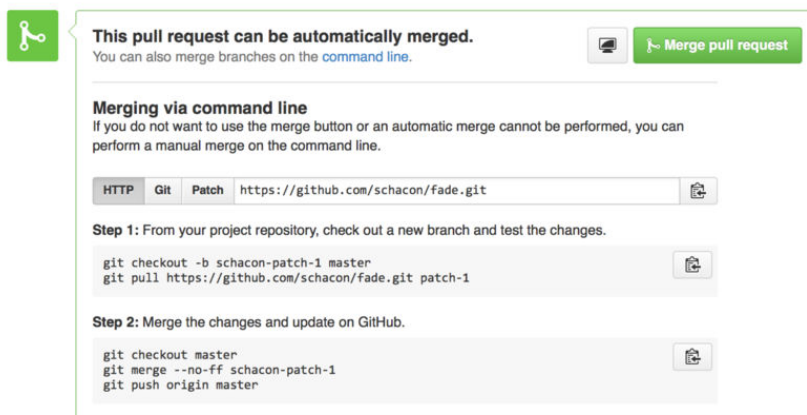 This pull request can be automatically merged.
You can also merge branches on the command line.
Merge pull request
Merging via command line
If you do not want to use the merge button or an automatic merge cannot be performed, you can
perform a manual merge on the command line.
HTTP Git Patch https://github.com/schacon/fade.git
Step 1: From your project repository, check out a new branch and test the changes.
git checkout -b schacon-patch-1 master
git pull https://github.com/schacon/fade.git patch-1
Step 2: Merge the changes and update on GitHub.
git checkout master
git merge --no-ff schacon-patch-1
git push origin master